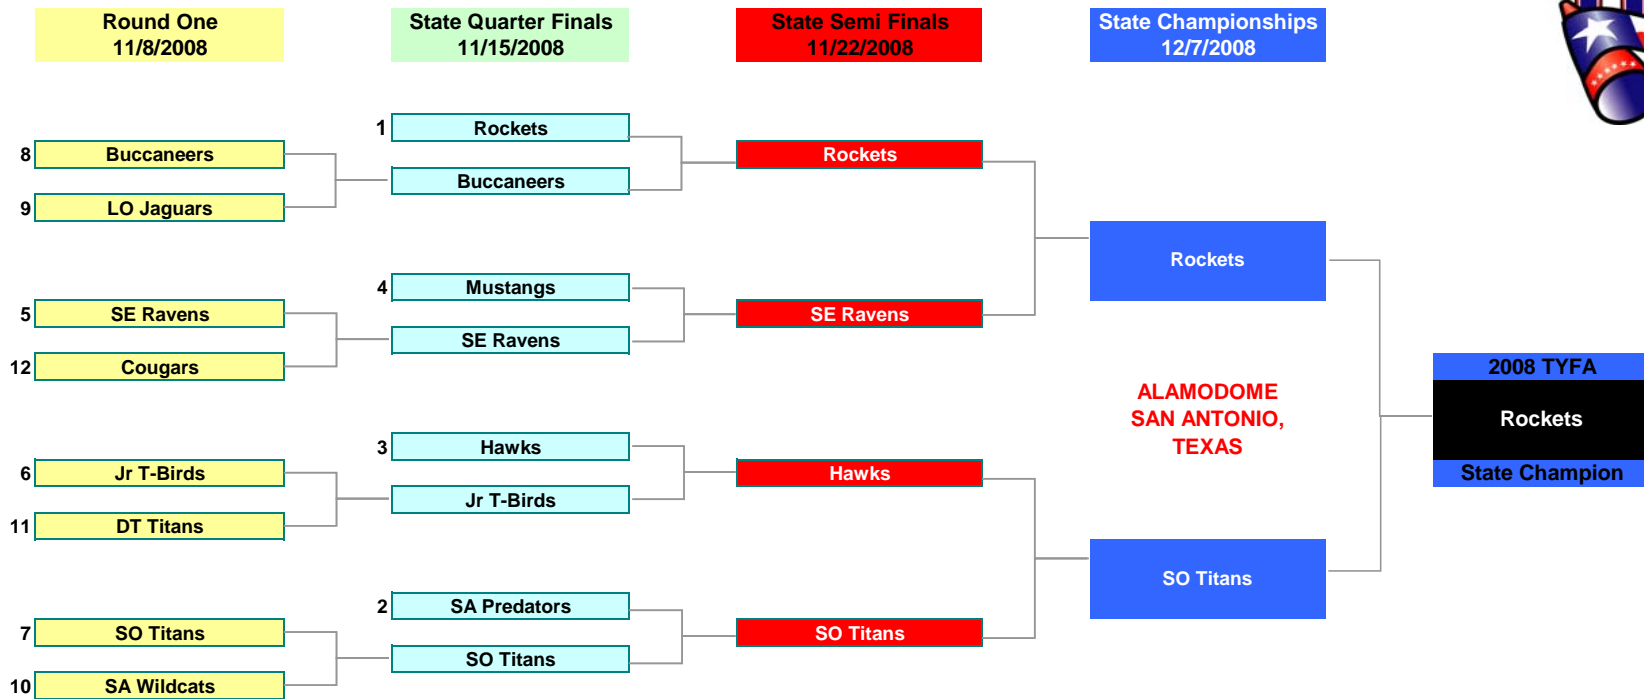 Round One
11/8/2008
State Quarter Finals
11/15/2008
State Semi Finals
11/22/2008
State Championships
12/7/2008
8 Buccaneers
9 LO Jaguars
5 SE Ravens
12 Cougars
6 Jr T-Birds
11 DT Titans
7 SO Titans
10 SA Wildcats
1 Rockets
Buccaneers
4 Mustangs
SE Ravens
3 Hawks
Jr T-Birds
2 SA Predators
SO Titans
Rockets
SE Ravens
Hawks
SO Titans
Rockets
ALAMODOME
SAN ANTONIO,
TEXAS
SO Titans
2008 TYFA
Rockets
State Champion